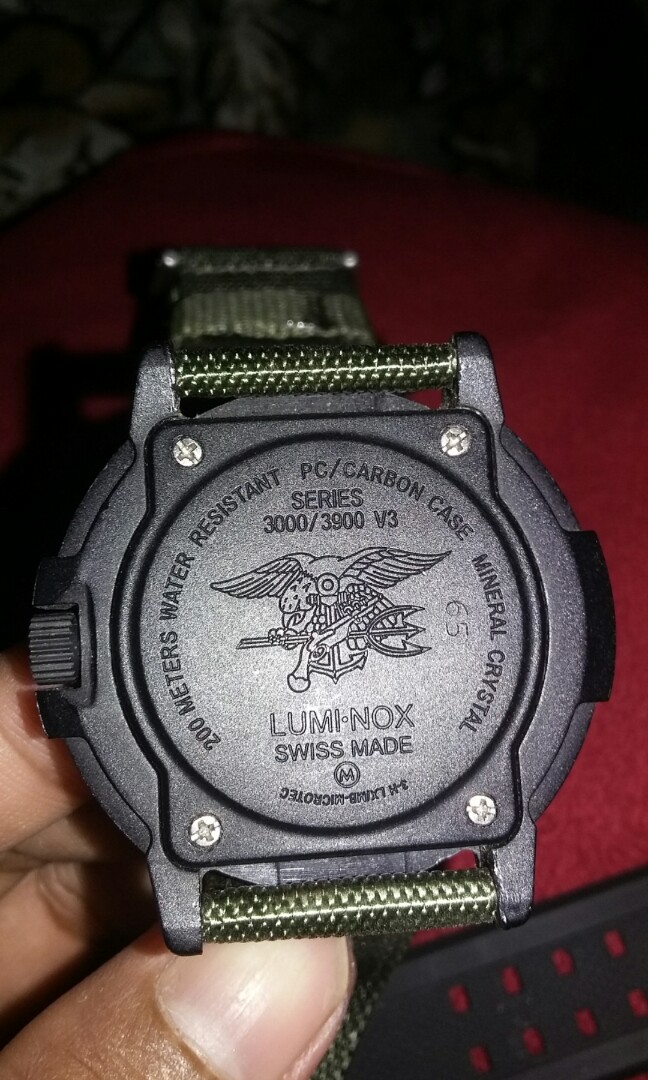 200 METERS WATER RESISTANT PC/CARBON CASE MINERAL CRYSTAL
SERIES
3000/3900 V3
65
LUMI·NOX
SWISS MADE
M
3-H LXMB-MICROTEC